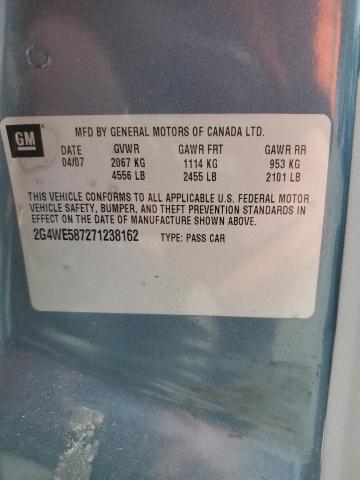 GM
MFD BY GENERAL MOTORS OF CANADA LTD.
DATE GVWR GAWR FRT GAWR RR
04/07 2067 KG 1114 KG 953 KG
4556 LB 2455 LB 2101 LB
THIS VEHICLE CONFORMS TO ALL APPLICABLE U.S. FEDERAL MOTOR
VEHICLE SAFETY, BUMPER, AND THEFT PREVENTION STANDARDS IN
EFFECT ON THE DATE OF MANUFACTURE SHOWN ABOVE.
2G4WE587271238162 TYPE: PASS CAR